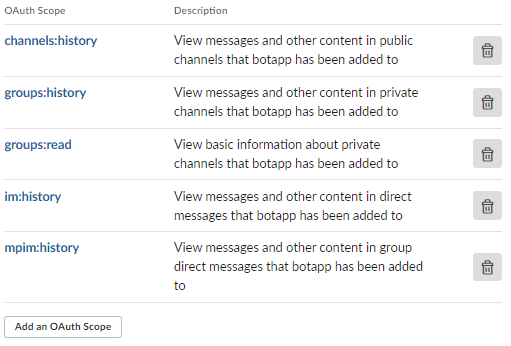 OAuth Scope Description
channels:history View messages and other content in public
channels that botapp has been added to
groups:history View messages and other content in private
channels that botapp has been added to
groups:read View basic information about private
channels that botapp has been added to
im:history View messages and other content in direct
messages that botapp has been added to
mpim:history View messages and other content in group
direct messages that botapp has been added
to
Add an OAuth Scope